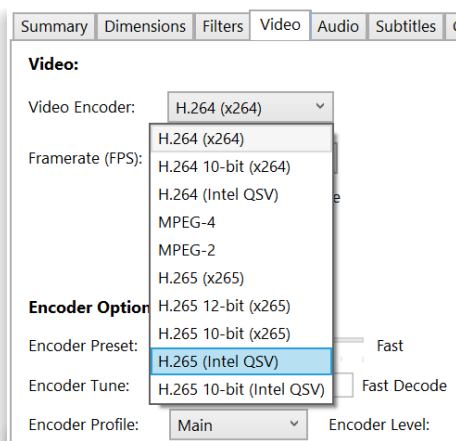 Summary Dimensions Filters Video Audio Subtitles
Video:
Video Encoder: H.264 (x264)
H.264 (x264)
Framerate (FPS):
H.264 10-bit (x264)
H.264 (Intel QSV)
MPEG-4
MPEG-2
H.265 (x265)
H.265 12-bit (x265)
Encoder Option
H.265 10-bit (x265)
Encoder Preset: Fast
H.265 (Intel QSV)
Encoder Tune: Fast Decode
H.265 10-bit (Intel QSV)
Encoder Profile: Main Encoder Level: